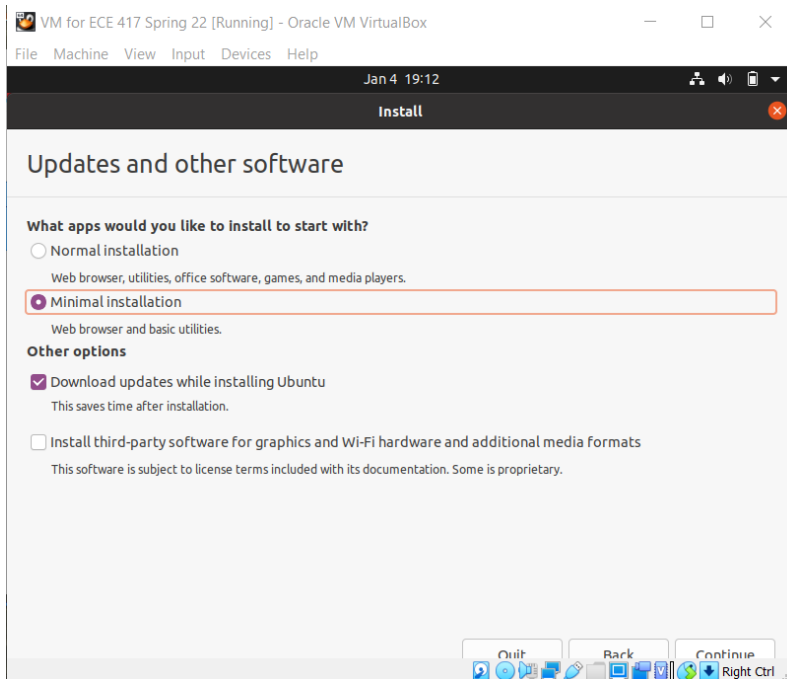 VM for ECE 417 Spring 22 [Running] - Oracle VM VirtualBox
File Machine View Input Devices Help
Jan 4 19:12
Install
Updates and other software
What apps would you like to install to start with?
Normal installation
Web browser, utilities, office software, games, and media players.
Minimal installation
Web browser and basic utilities.
Other options
Download updates while installing Ubuntu
This saves time after installation.
Install third-party software for graphics and Wi-Fi hardware and additional media formats
This software is subject to license terms included with its documentation. Some is proprietary.
Quit Back Continue
Right Ctrl